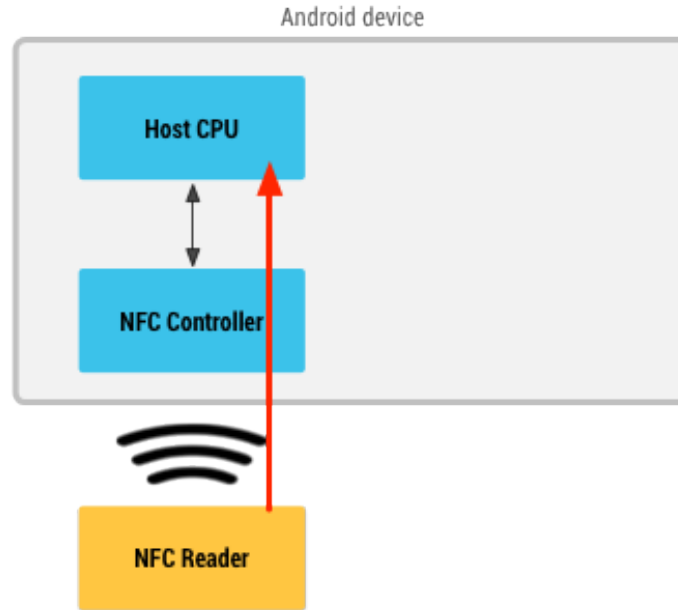 Android device
Host CPU
NFC Controller
NFC Reader